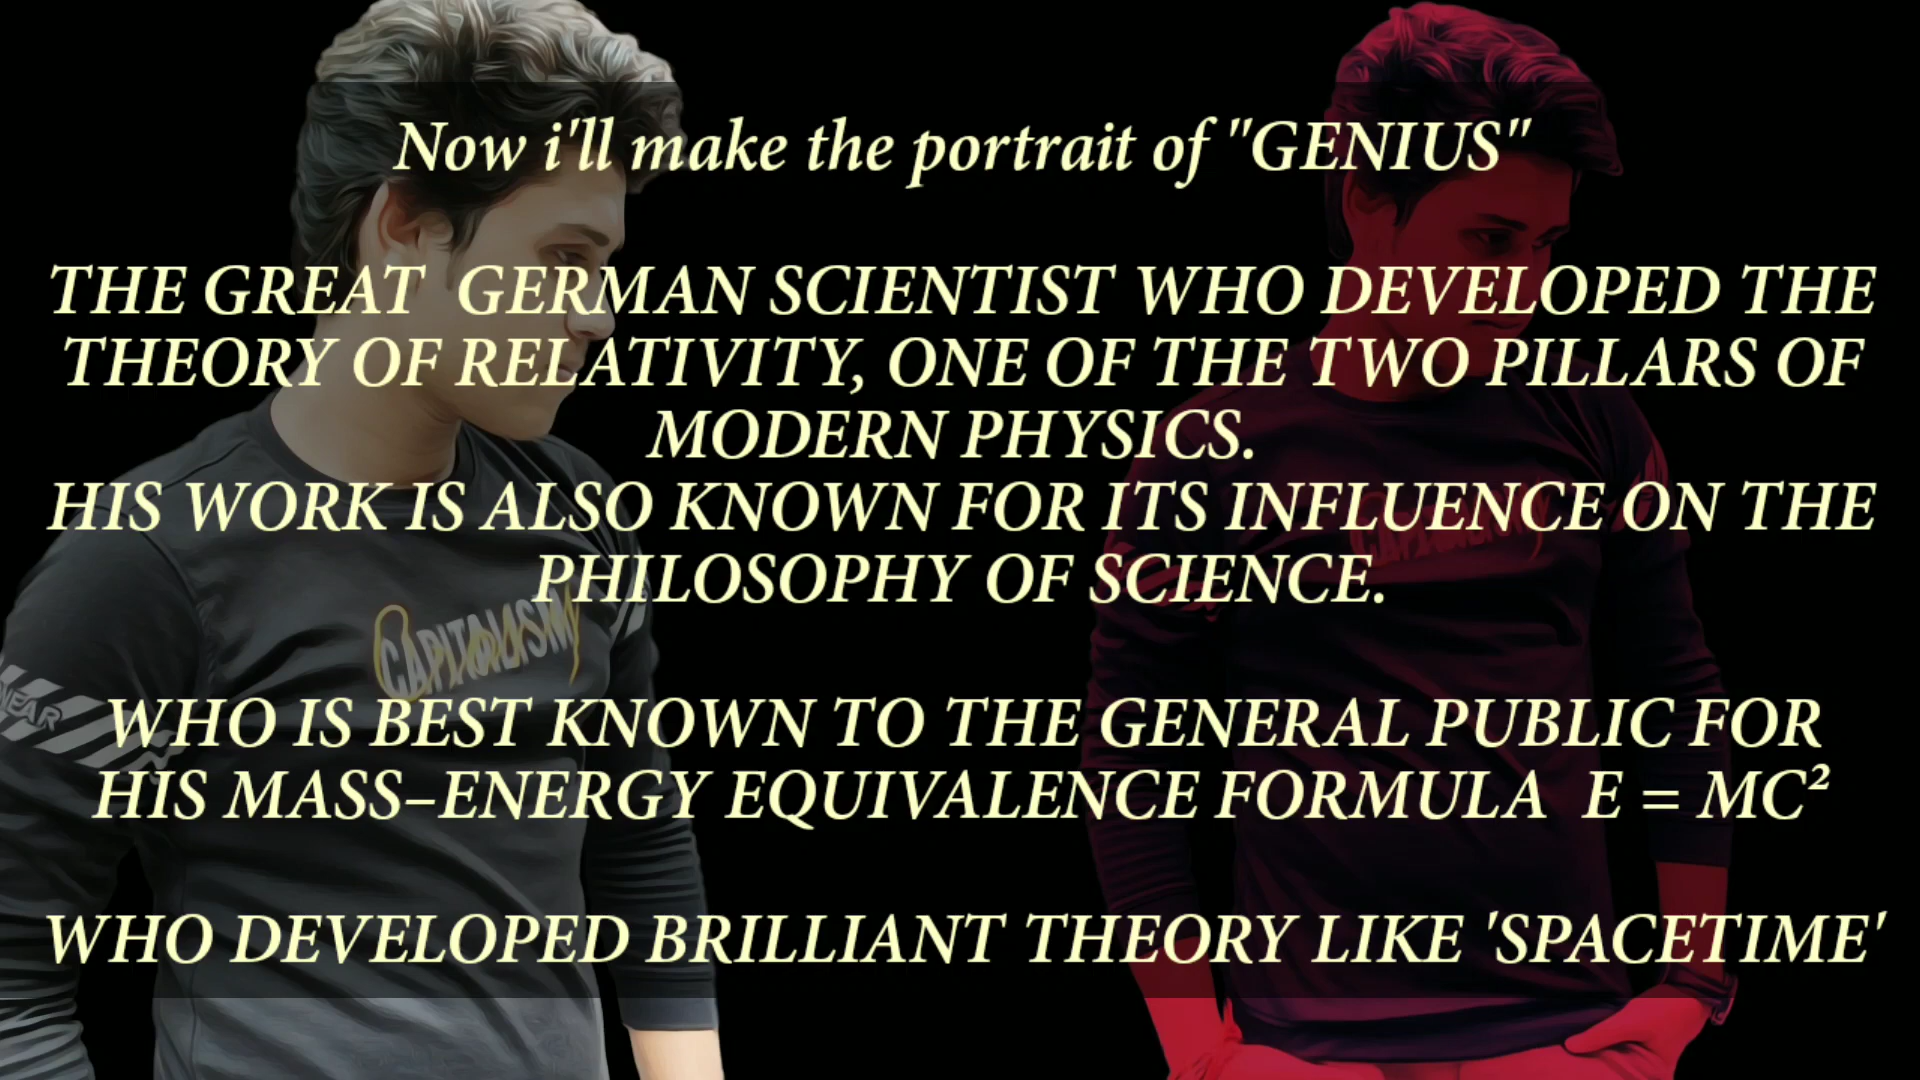 Now i'll make the portrait of "GENIUS"
THE GREAT GERMAN SCIENTIST WHO DEVELOPED THE
THEORY OF RELATIVITY, ONE OF THE TWO PILLARS OF
MODERN PHYSICS.
HIS WORK IS ALSO KNOWN FOR ITS INFLUENCE ON THE
PHILOSOPHY OF SCIENCE.
CAPITALISM
WEAR
WHO IS BEST KNOWN TO THE GENERAL PUBLIC FOR
HIS MASS–ENERGY EQUIVALENCE FORMULA E = MC²
WHO DEVELOPED BRILLIANT THEORY LIKE 'SPACETIME'